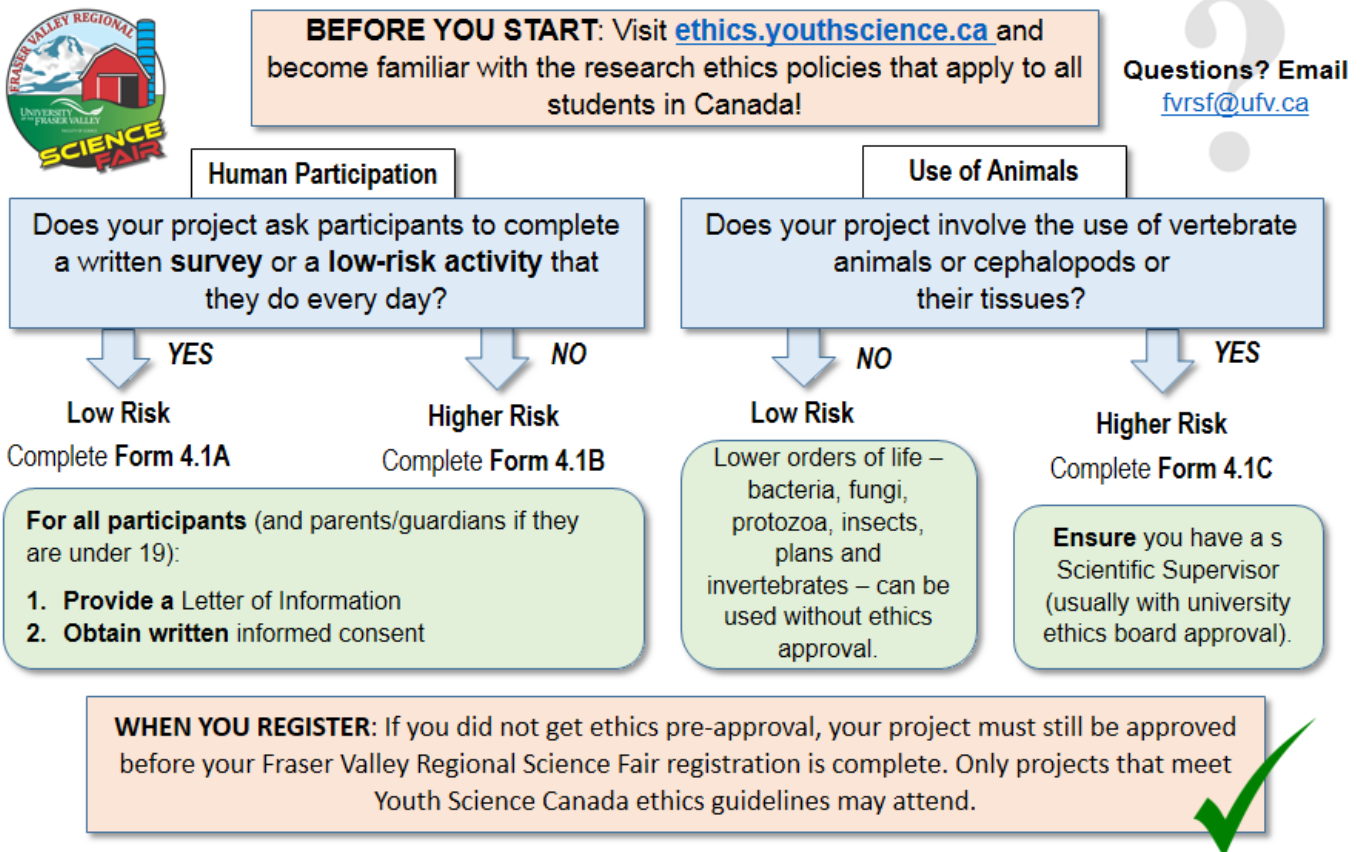 FRASER VALLEY REGIONAL
UNIVERSITY
OF THE FRASER VALLEY
FACULTY OF SCIENCE
SCIENCE
FAIR
BEFORE YOU START: Visit ethics.youthscience.ca and
become familiar with the research ethics policies that apply to all
students in Canada!
?
Questions? Email
fvrsf@ufv.ca
Human Participation
Does your project ask participants to complete
a written survey or a low-risk activity that
they do every day?
YES
NO
Low Risk
Complete Form 4.1A
Higher Risk
Complete Form 4.1B
For all participants (and parents/guardians if they
are under 19):
1. Provide a Letter of Information
2. Obtain written informed consent
Use of Animals
Does your project involve the use of vertebrate
animals or cephalopods or
their tissues?
NO
YES
Low Risk
Lower orders of life –
bacteria, fungi,
protozoa, insects,
plans and
invertebrates – can be
used without ethics
approval.
Higher Risk
Complete Form 4.1C
Ensure you have a s
Scientific Supervisor
(usually with university
ethics board approval).
WHEN YOU REGISTER: If you did not get ethics pre-approval, your project must still be approved
before your Fraser Valley Regional Science Fair registration is complete. Only projects that meet
Youth Science Canada ethics guidelines may attend.